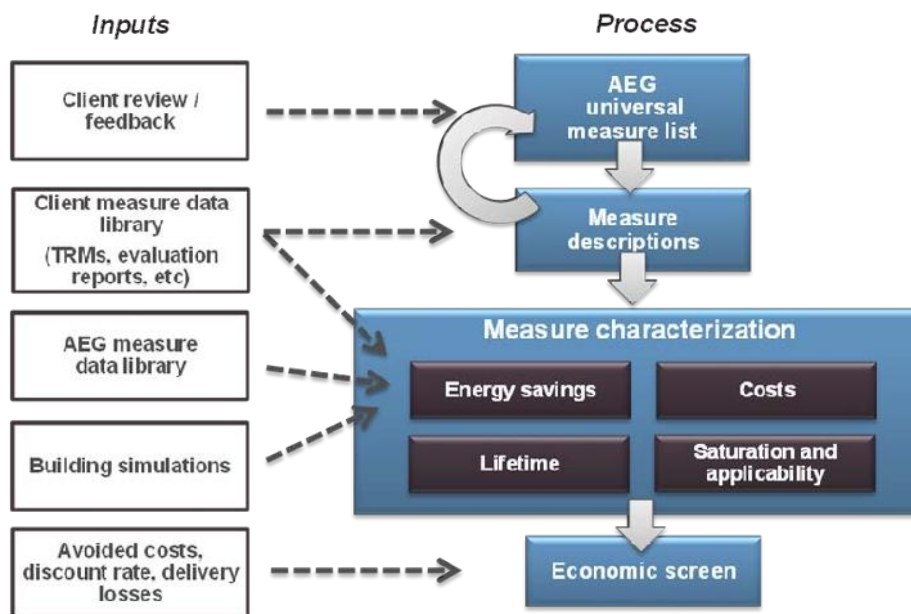 Inputs
Process
Client review /
feedback
AEG
universal
measure list
Client measure data
library
(TRMs, evaluation
reports, etc)
Measure
descriptions
AEG measure
data library
Measure characterization
Energy savings
Costs
Building simulations
Lifetime
Saturation and
applicability
Avoided costs,
discount rate, delivery
losses
Economic screen